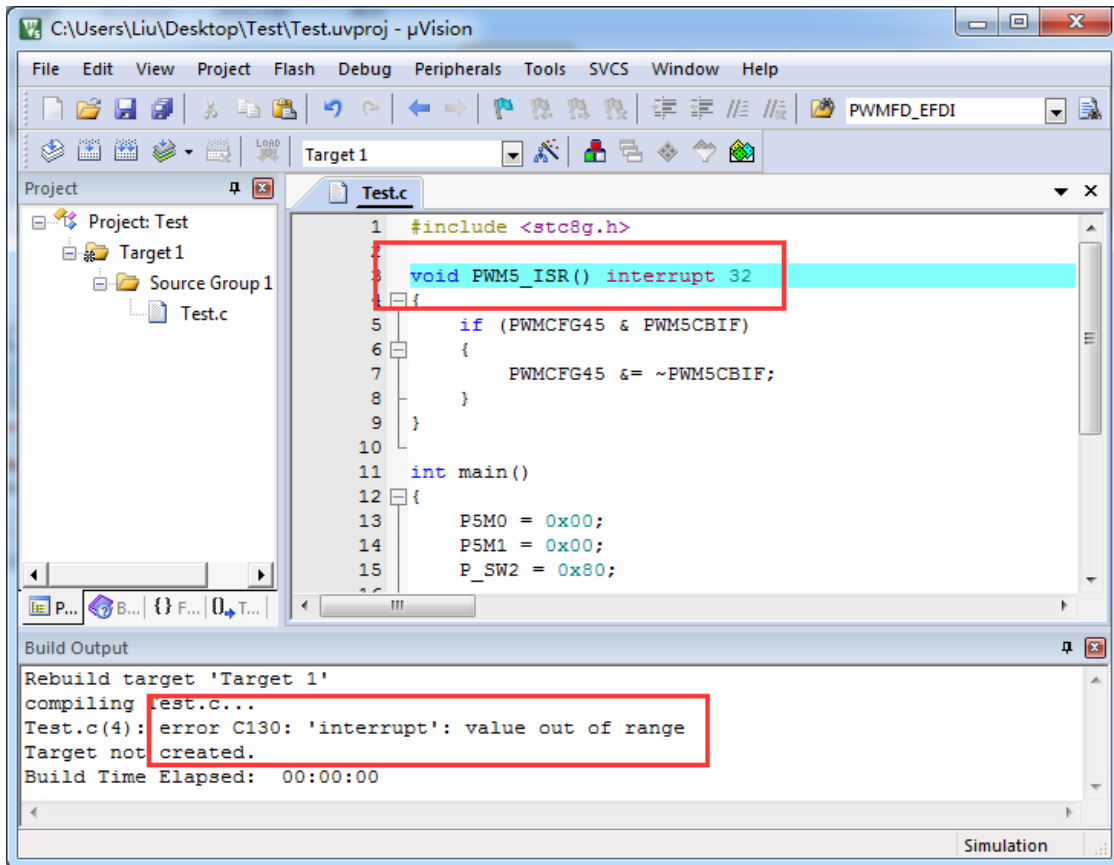 C:\Users\Liu\Desktop\Test\Test.uvproj - µVision
File Edit View Project Flash Debug Peripherals Tools SVCS Window Help
PWMFD_EFDI
LOAD
Target 1
Project
Project: Test
Target 1
Source Group 1
Test.c
P... B... {} F... 0 T...
Test.c
1 #include <stc8g.h>
2
3 void PWM5_ISR() interrupt 32
4 {
5 if (PWMCFG45 & PWM5CBIF)
6 {
7 PWMCFG45 &= ~PWM5CBIF;
8 }
9 }
10
11 int main()
12 {
13 P5M0 = 0x00;
14 P5M1 = 0x00;
15 P_SW2 = 0x80;
Build Output
Rebuild target 'Target 1'
compiling Test.c...
Test.c(4): error C130: 'interrupt': value out of range
Target not created.
Build Time Elapsed: 00:00:00
Simulation